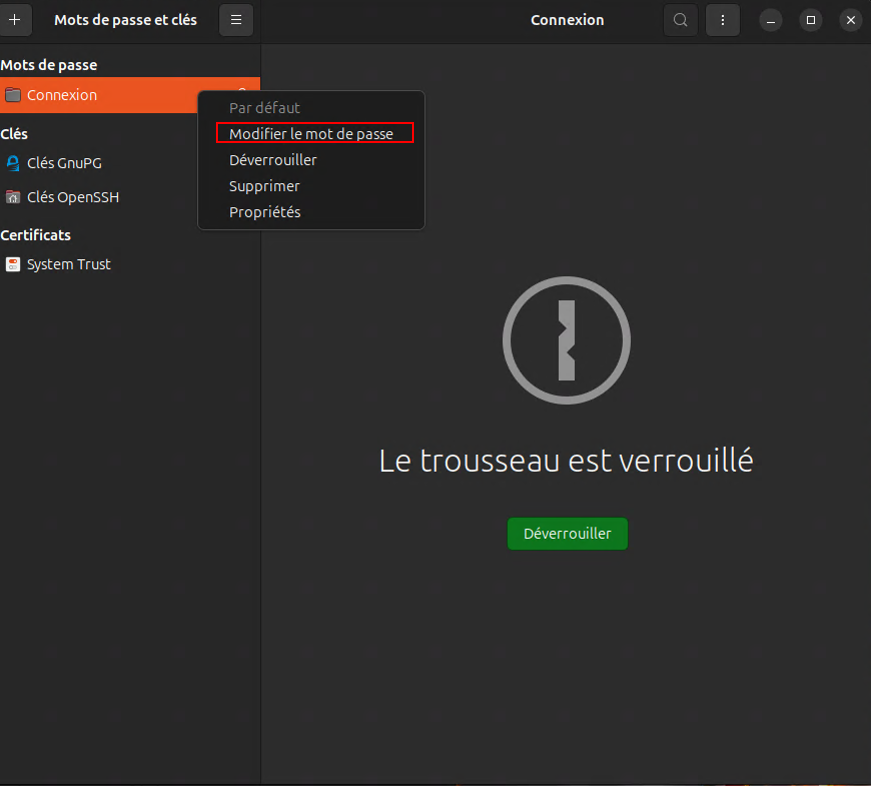 Mots de passe et clés
Connexion
Mots de passe
Connexion
Par défaut
Modifier le mot de passe
Déverrouiller
Supprimer
Propriétés
Clés
Clés GnuPG
Clés OpenSSH
Certificats
System Trust
Le trousseau est verrouillé
Déverrouiller